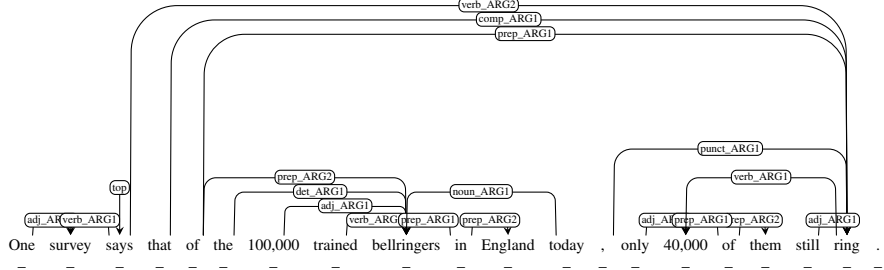 verb_ARG2
comp_ARG1
prep_ARG1
punct_ARG1
prep_ARG2 verb_ARG1
top det_ARG1 noun_ARG1
adj_ARG1
verb_ARG1 prep_ARG1 prep_ARG2 prep_ARG1 adj_ARG1
One survey says that of the 100,000 trained bellringers in England today , only 40,000 of them still ring .
_ _ _ _ _ _ _ _ _ _ _ _ _ _ _ _ _ _ _ _